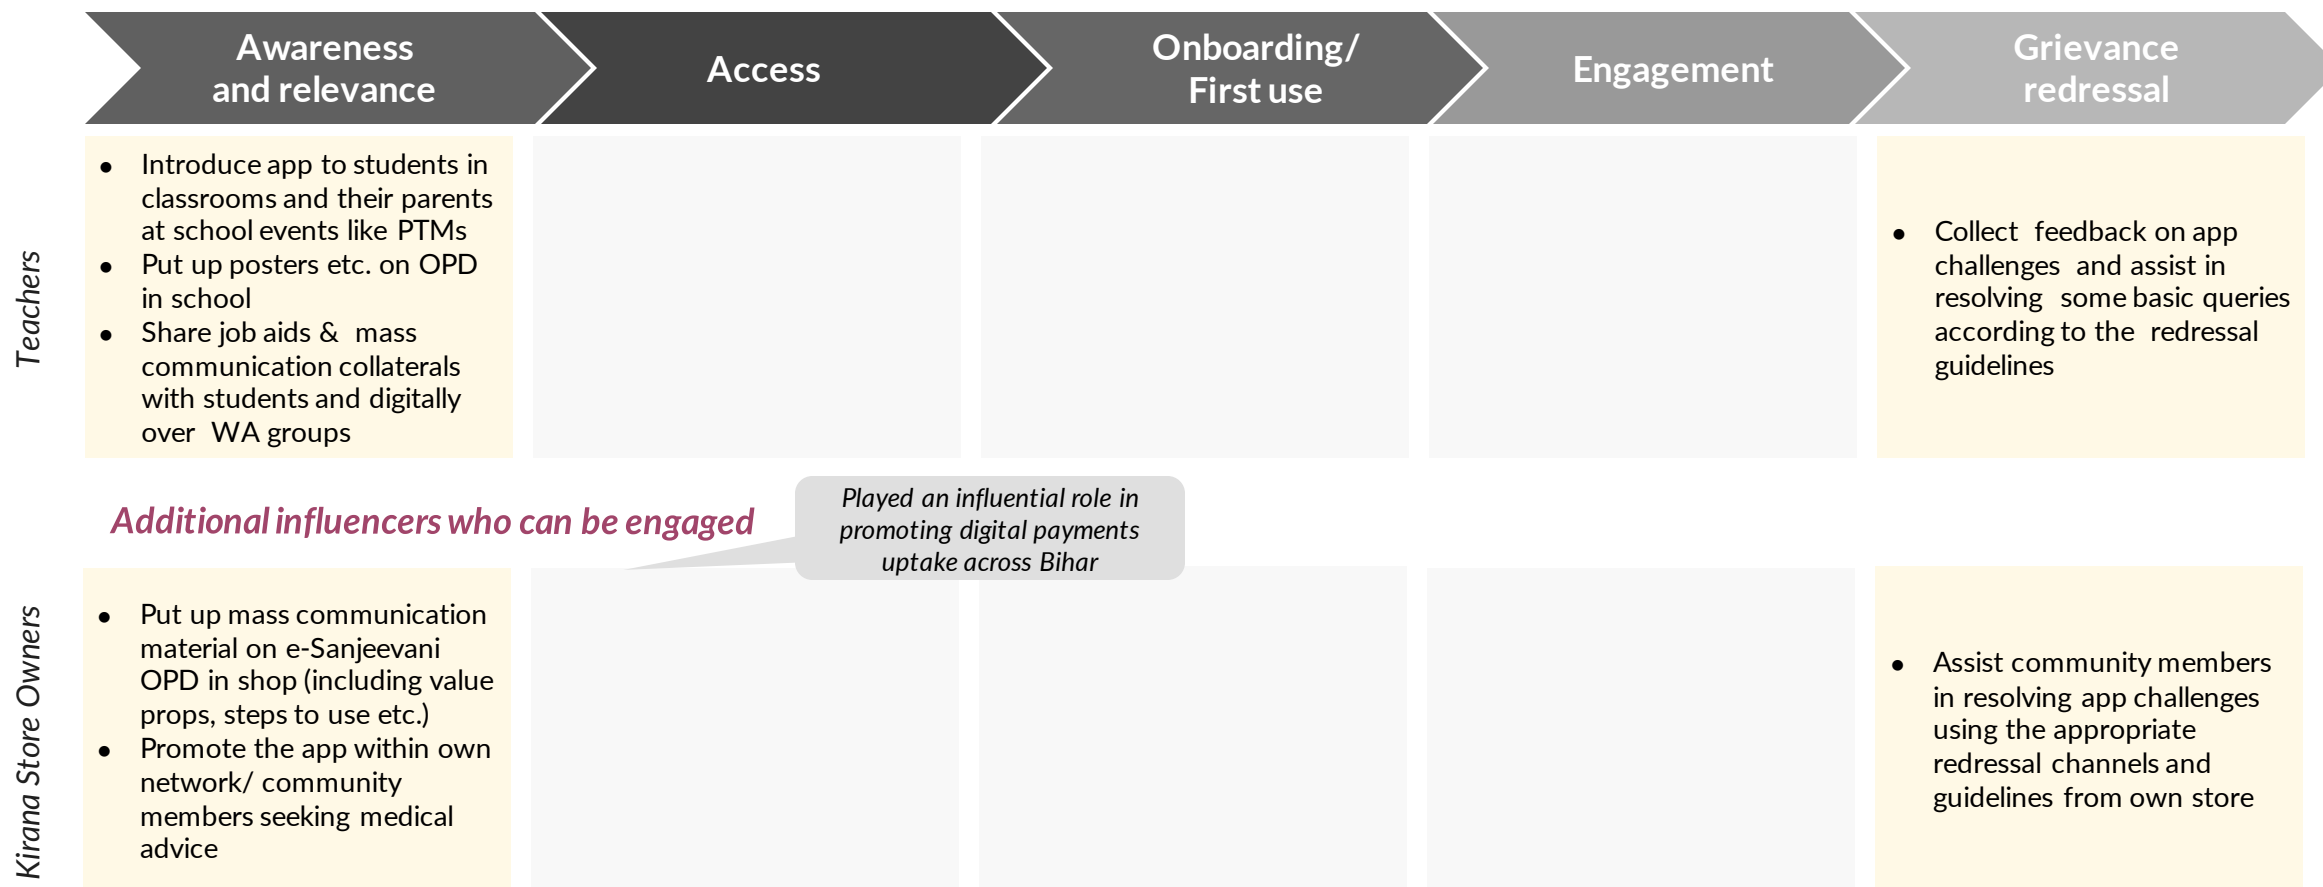 Awareness
and relevance
Access
Onboarding/
First use
Engagement
Grievance
redressal
Teachers
● Introduce app to students in
classrooms and their parents
at school events like PTMs
● Put up posters etc. on OPD
in school
● Share job aids & mass
communication collaterals
with students and digitally
over WA groups
● Collect feedback on app
challenges and assist in
resolving some basic queries
according to the redressal
guidelines
Additional influencers who can be engaged
Played an influential role in
promoting digital payments
uptake across Bihar
Kirana Store Owners
● Put up mass communication
material on e-Sanjeevani
OPD in shop (including value
props, steps to use etc.)
● Promote the app within own
network/ community
members seeking medical
advice
● Assist community members
in resolving app challenges
using the appropriate
redressal channels and
guidelines from own store